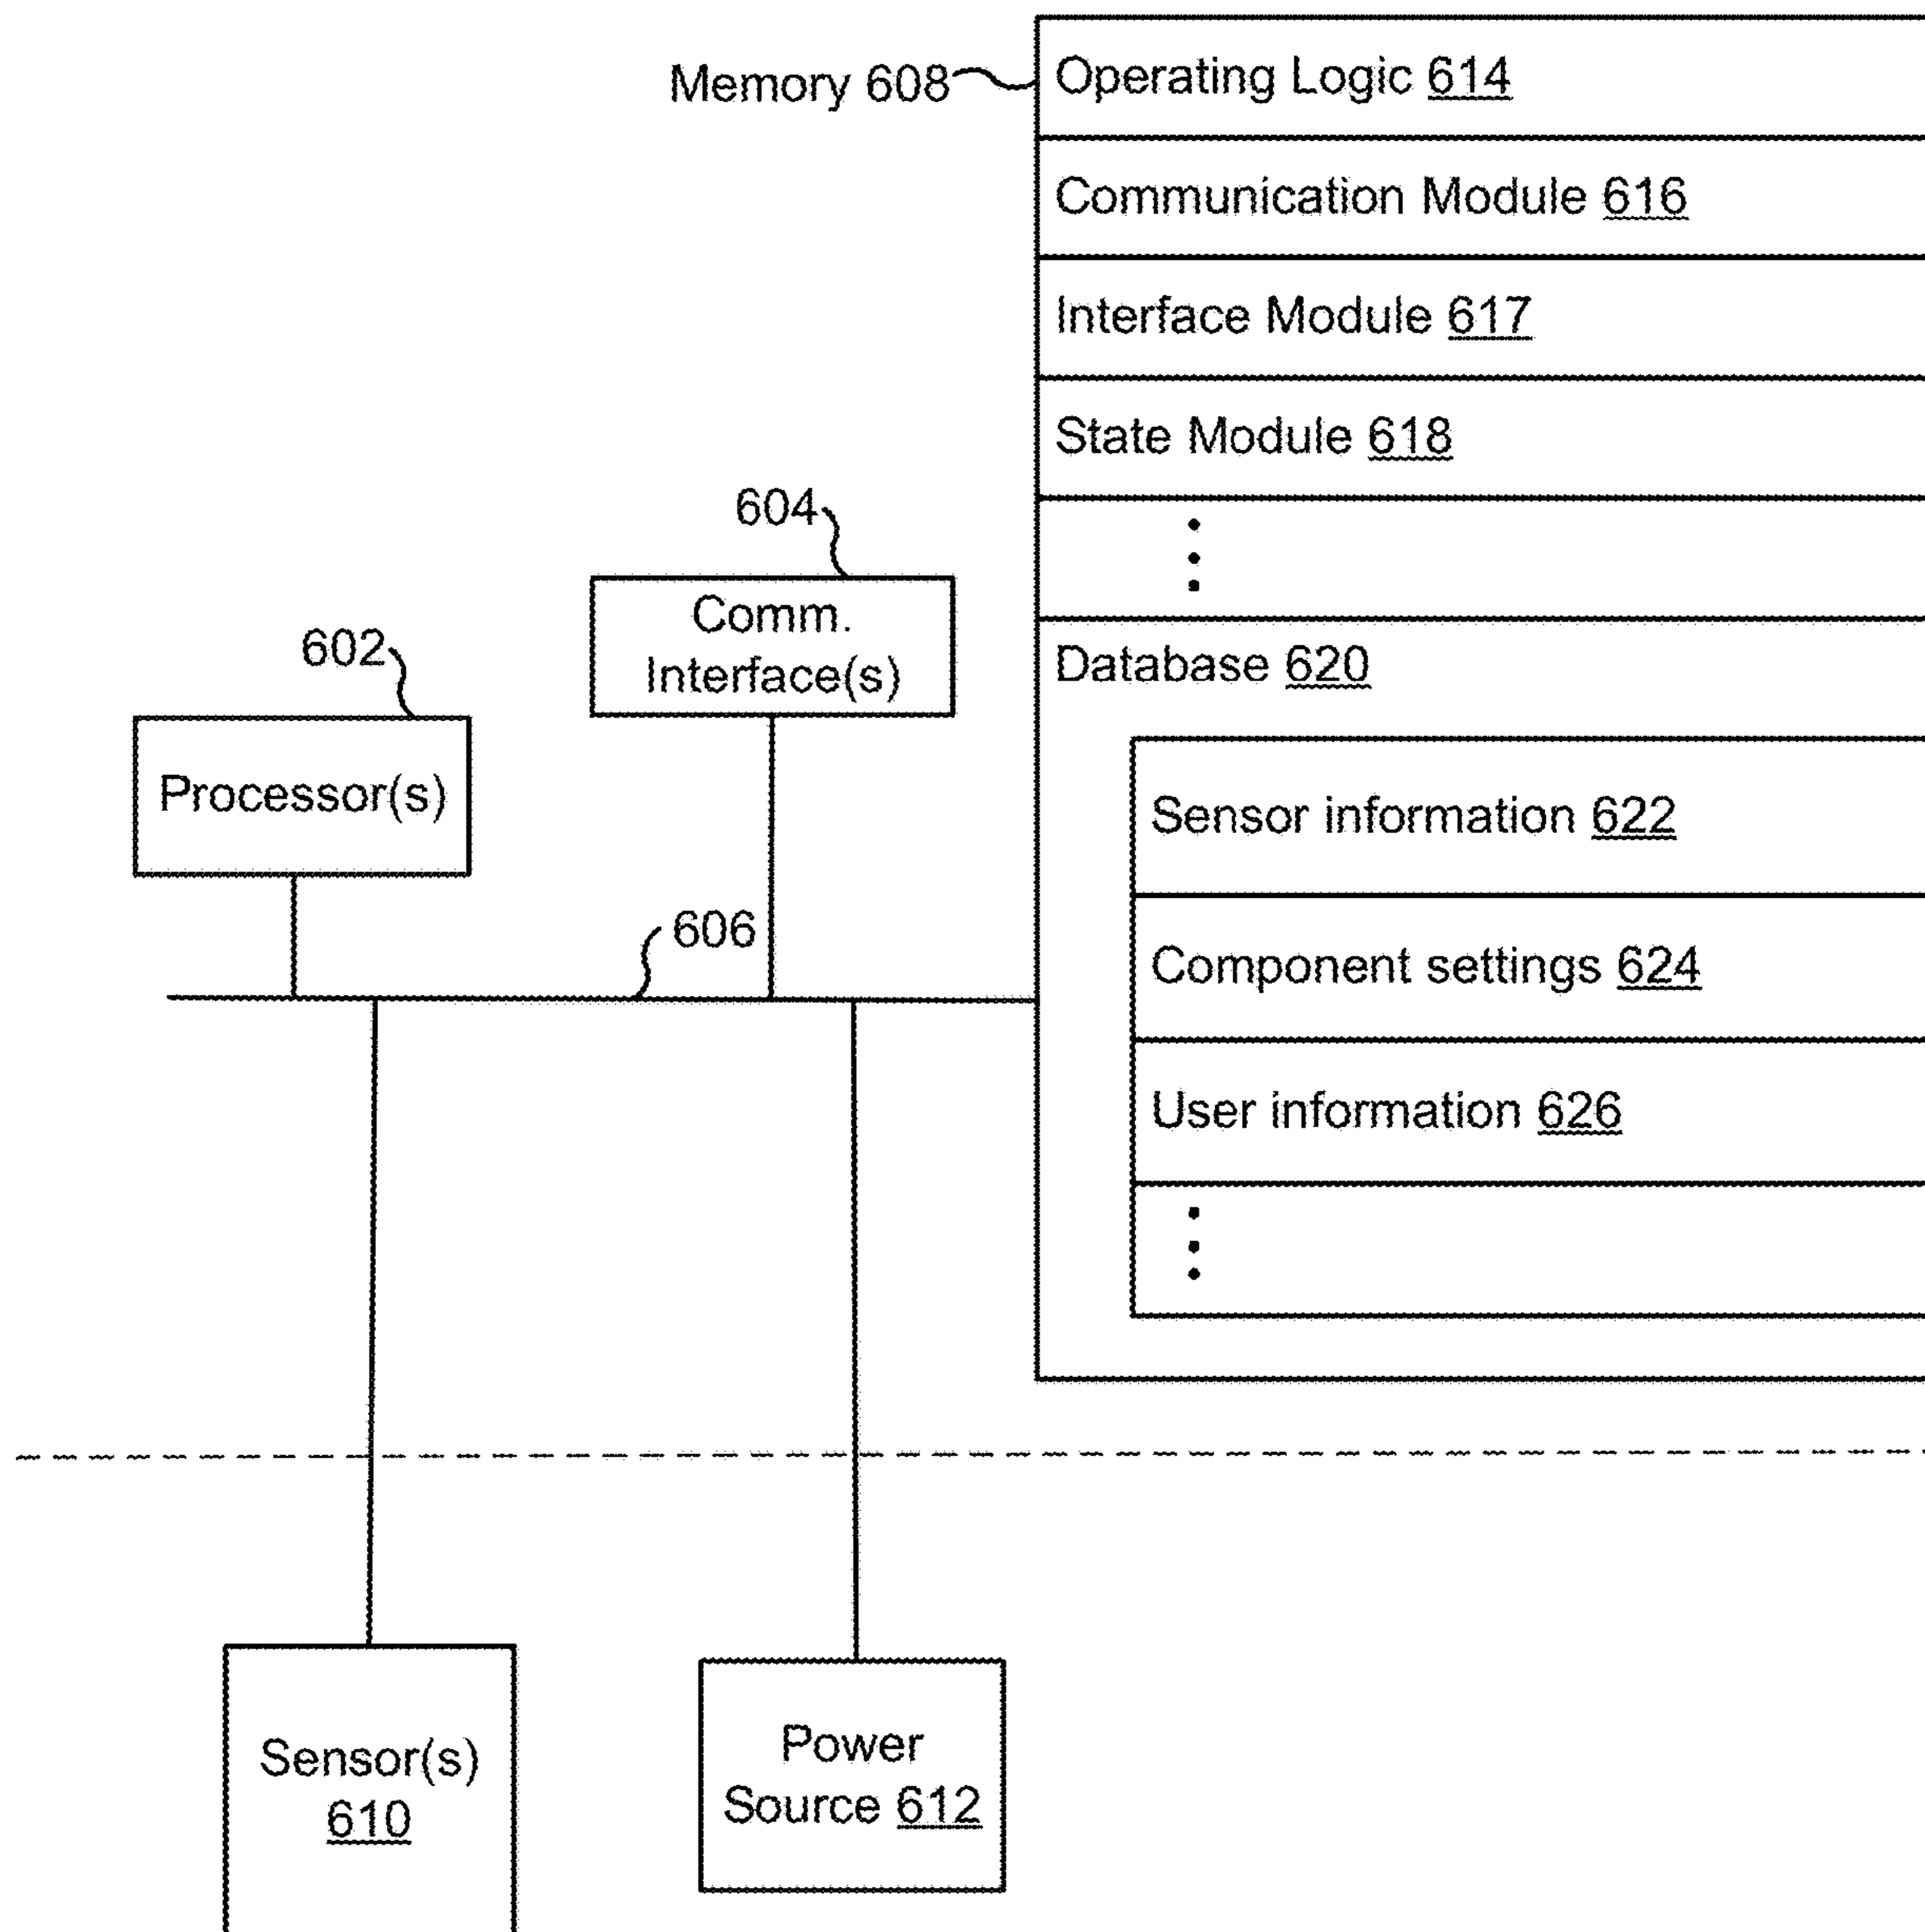 Memory 608
Operating Logic 614
Communication Module 616
Interface Module 617
State Module 618
604
Comm.
Interface(s)
602
Processor(s)
606
Database 620
Sensor information 622
Component settings 624
User information 626
Sensor(s)
610
Power
Source 612